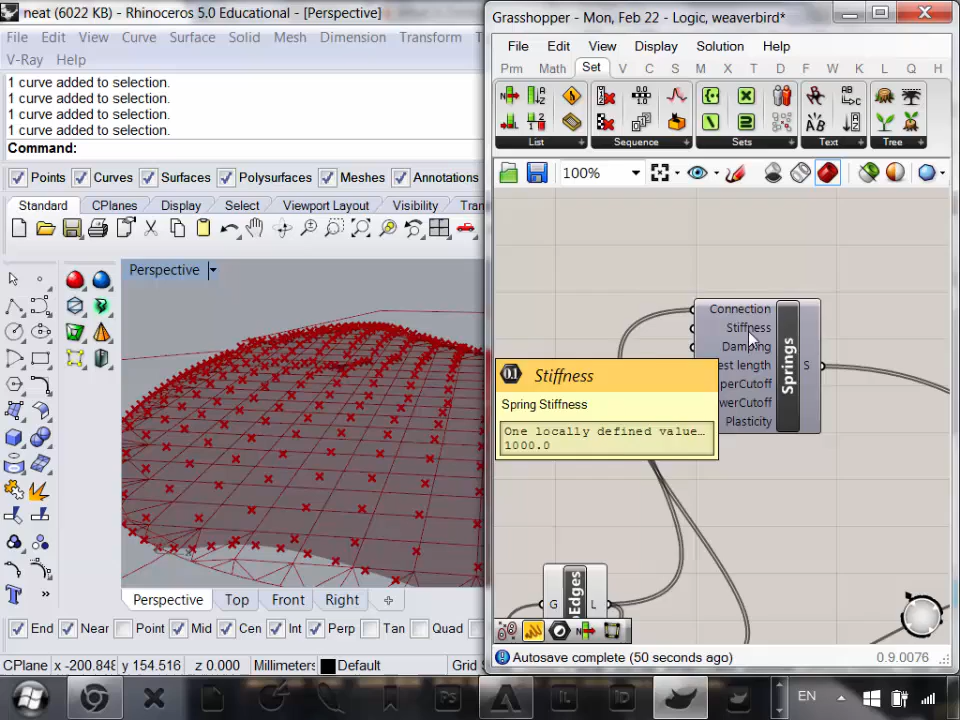 neat (6022 KB) - Rhinoceros 5.0 Educational - [Perspective]
File Edit View Curve Surface Solid Mesh Dimension Transform T
V-Ray Help
1 curve added to selection.
1 curve added to selection.
1 curve added to selection.
1 curve added to selection.
Command:
Points Curves Surfaces Polysurfaces Meshes Annotations
Standard CPlanes Display Select Viewport Layout Visibility Tran
Perspective
Perspective Top Front Right
End Near Point Mid Cen Int Perp Tan Quad
CPlane x -200.848 y 154.516 z 0.000 Millimeters Default Grid S
Grasshopper - Mon, Feb 22 - Logic, weaverbird*
File Edit View Display Solution Help
Prm Math Set V C S M X T D F W K L Q H
List Sequence Sets Text Tree
100%
Connection
Stiffness
Damping
est length
perCutoff
werCutoff
Plasticity
Springs
S
Stiffness
Spring Stiffness
One locally defined value…
1000.0
G Edges L
Autosave complete (50 seconds ago) 0.9.0076
EN